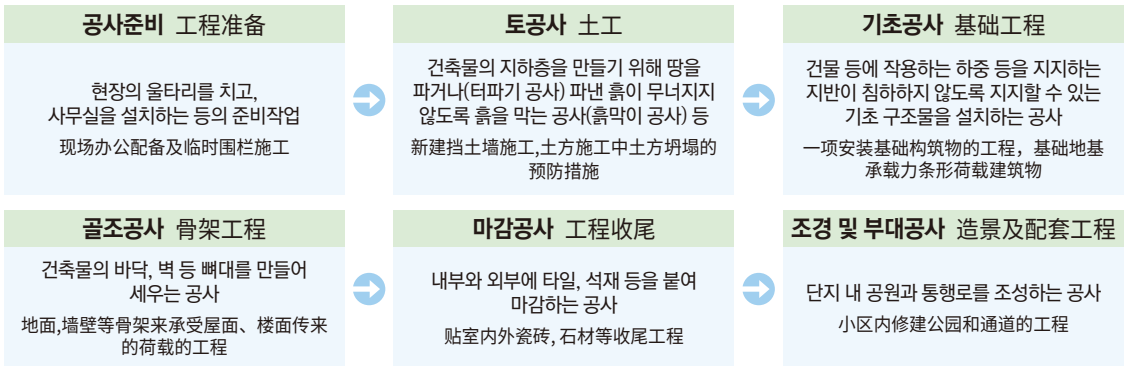 공사준비 工程准备
현장의 울타리를 치고,
사무실을 설치하는 등의 준비작업
现场办公配备及临时围栏施工
토공사 土工
건축물의 지하층을 만들기 위해 땅을
파거나(터파기 공사) 파낸 흙이 무너지지
않도록 흙을 막는 공사(흙막이 공사) 등
新建挡土墙施工,土方施工中土方坍塌的
预防措施
기초공사 基础工程
건물 등에 작용하는 하중 등을 지지하는
지반이 침하하지 않도록 지지할 수 있는
기초 구조물을 설치하는 공사
一项安装基础构筑物的工程，基础地基
承载力条形荷载建筑物
골조공사 骨架工程
건축물의 바닥, 벽 등 뼈대를 만들어
세우는 공사
地面,墙壁等骨架来承受屋面、楼面传来
的荷载的工程
마감공사 工程收尾
내부와 외부에 타일, 석재 등을 붙여
마감하는 공사
贴室内外瓷砖, 石材等收尾工程
조경 및 부대공사 造景及配套工程
단지 내 공원과 통행로를 조성하는 공사
小区内修建公园和通道的工程